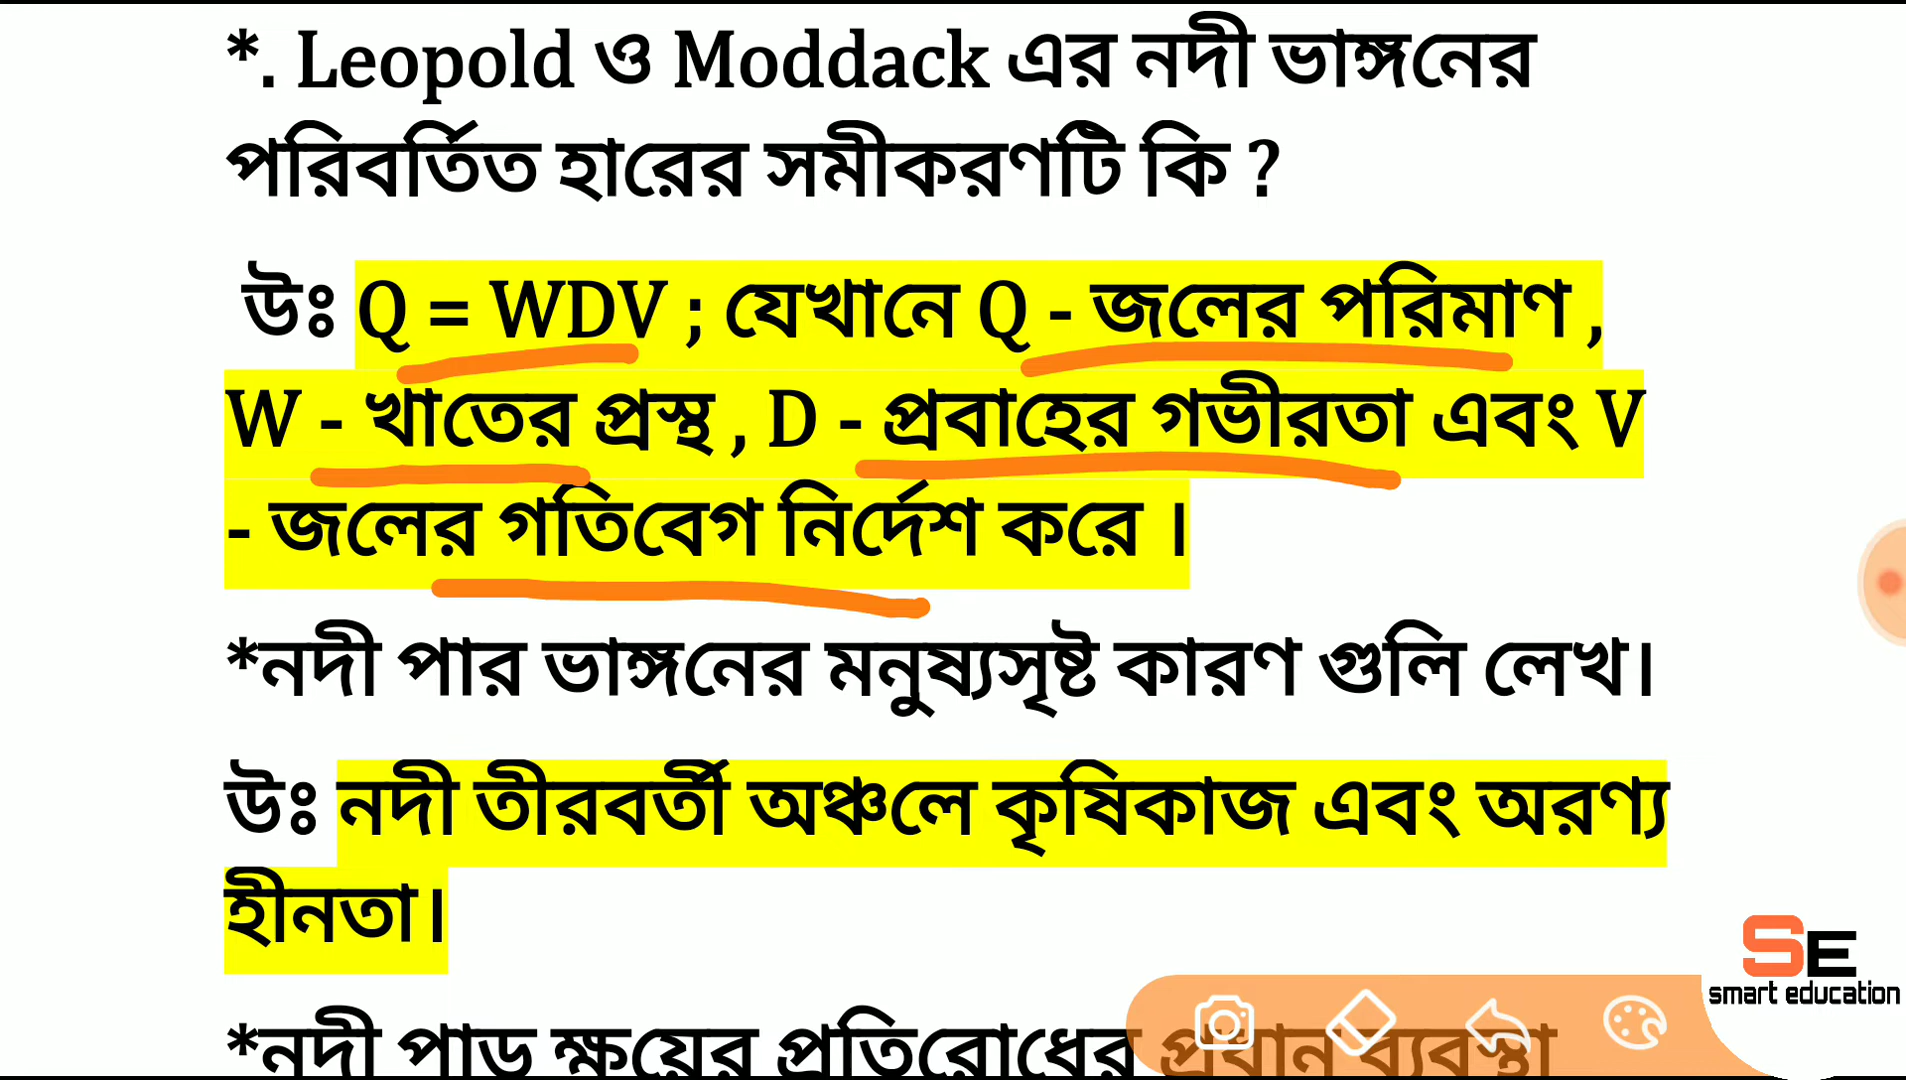 *. Leopold ও Moddack এর নদী ভাঙ্গনের
পরিবর্তিত হারের সমীকরণটি কি ?
উঃ Q = WDV ; যেখানে Q - জলের পরিমাণ ,
W - খাতের প্রস্থ , D - প্রবাহের গভীরতা এবং V
- জলের গতিবেগ নির্দেশ করে ।
*নদী পার ভাঙ্গনের মনুষ্যসৃষ্ট কারণ গুলি লেখ।
উঃ নদী তীরবর্তী অঞ্চলে কৃষিকাজ এবং অরণ্য
হীনতা।
*নদী পাড় ক্ষয়ের প্রতিরোধের প্রধান ব্যবস্থা
SE
smart education